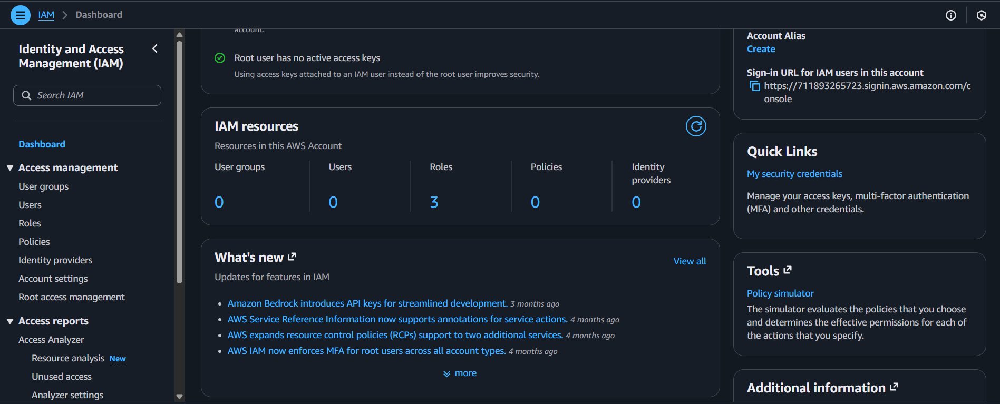 IAM
Dashboard
Identity and Access
Management (IAM)
Search IAM
Dashboard
Access management
User groups
Users
Roles
Policies
Identity providers
Account settings
Root access management
Access reports
Access Analyzer
Resource analysis New
Unused access
Analyzer settings
account.
Root user has no active access keys
Using access keys attached to an IAM user instead of the root user improves security.
IAM resources
Resources in this AWS Account
User groups
0
Users
0
Roles
3
Policies
0
Identity
providers
0
What's new
View all
Updates for features in IAM
Amazon Bedrock introduces API keys for streamlined development. 3 months ago
AWS Service Reference Information now supports annotations for service actions. 4 months ago
AWS expands resource control policies (RCPs) support to two additional services. 4 months ago
AWS IAM now enforces MFA for root users across all account types. 4 months ago
more
Account Alias
Create
Sign-in URL for IAM users in this account
https://711893265723.signin.aws.amazon.com/c
onsole
Quick Links
My security credentials
Manage your access keys, multi-factor authentication
(MFA) and other credentials.
Tools
Policy simulator
The simulator evaluates the policies that you choose
and determines the effective permissions for each of
the actions that you specify.
Additional information